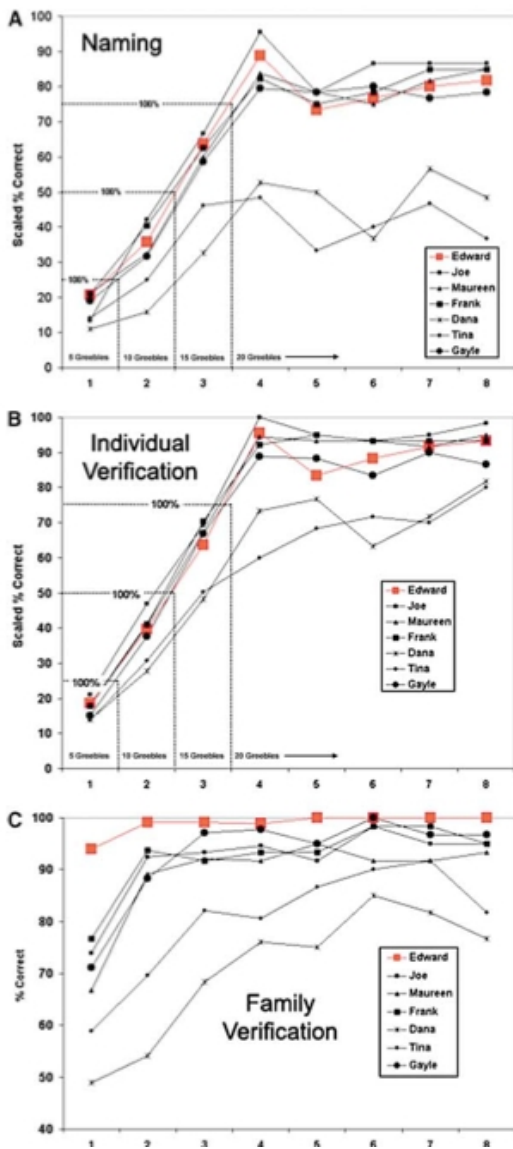 A
Naming
Scaled % Correct
100
90
80
70
60
50
40
30
20
10
0
100%
100%
100%
5 Greebles
10 Greebles
15 Greebles
20 Greebles
Edward
Joe
Maureen
Frank
Dana
Tina
Gayle
1 2 3 4 5 6 7 8
B
Individual
Verification
Scaled % Correct
100
90
80
70
60
50
40
30
20
10
0
100%
100%
100%
5 Greebles
10 Greebles
15 Greebles
20 Greebles
Edward
Joe
Maureen
Frank
Dana
Tina
Gayle
1 2 3 4 5 6 7 8
C
Family
Verification
% Correct
100
90
80
70
60
50
40
Edward
Joe
Maureen
Frank
Dana
Tina
Gayle
1 2 3 4 5 6 7 8